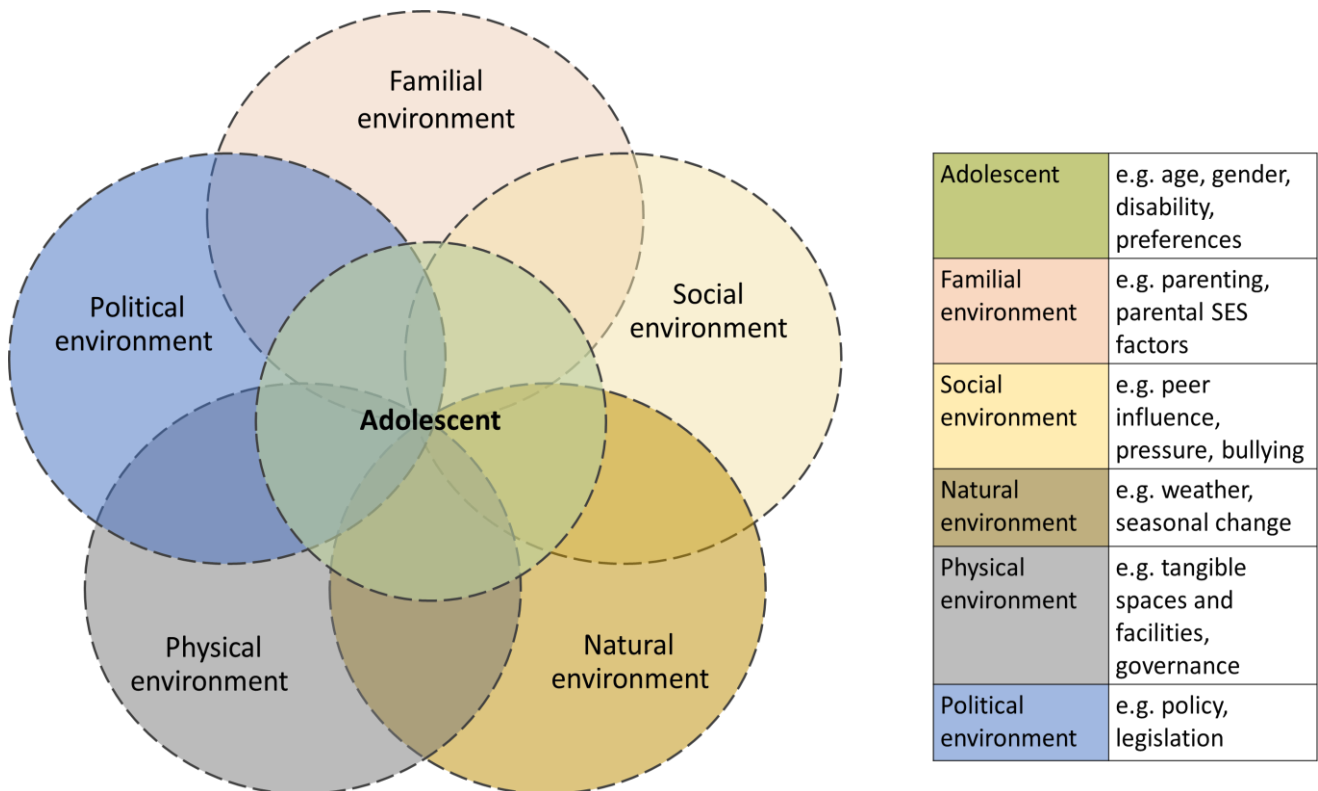 Familial
environment
Political
environment
Social
environment
Adolescent
Physical
environment
Natural
environment
Adolescent
e.g. age, gender,
disability,
preferences
Familial
environment
e.g. parenting,
parental SES
factors
Social
environment
e.g. peer
influence,
pressure, bullying
Natural
environment
e.g. weather,
seasonal change
Physical
environment
e.g. tangible
spaces and
facilities,
governance
Political
environment
e.g. policy,
legislation